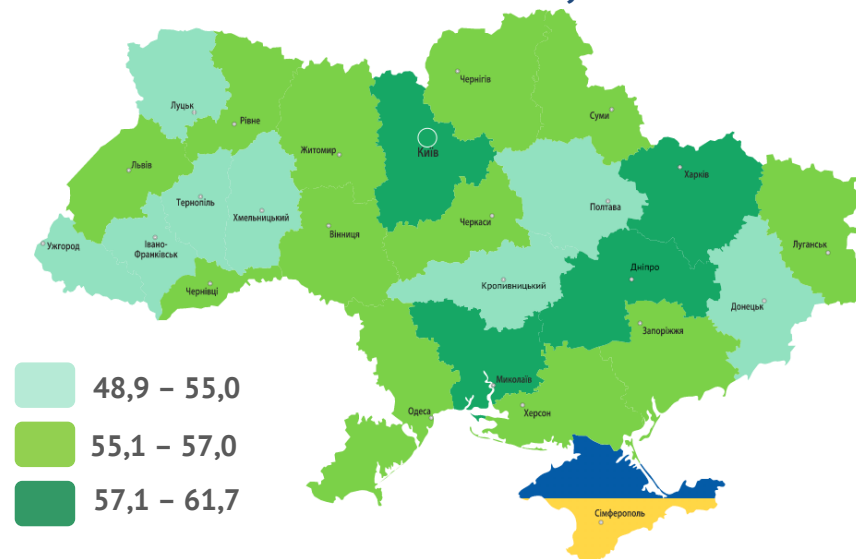 Чернігів
Луцьк
Суми
Рівне
Житомир
Київ
Львів
Харків
Тернопіль
Полтава
Хмельницький
Черкаси
Вінниця
Ужгород
Івано-
Франківськ
Луганськ
Дніпро
Чернівці
Кропивницький
Донецьк
Запоріжжя
48,9 – 55,0
Миколаїв
Одеса
Херсон
55,1 – 57,0
57,1 – 61,7
Сімферополь